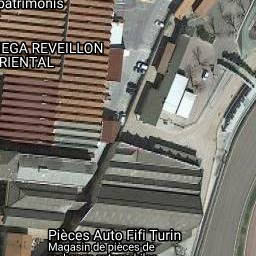 patrimonis
EGA REVEILLON
RIENTAL
Pièces Auto Fifi Turin
Magasin de pièces de